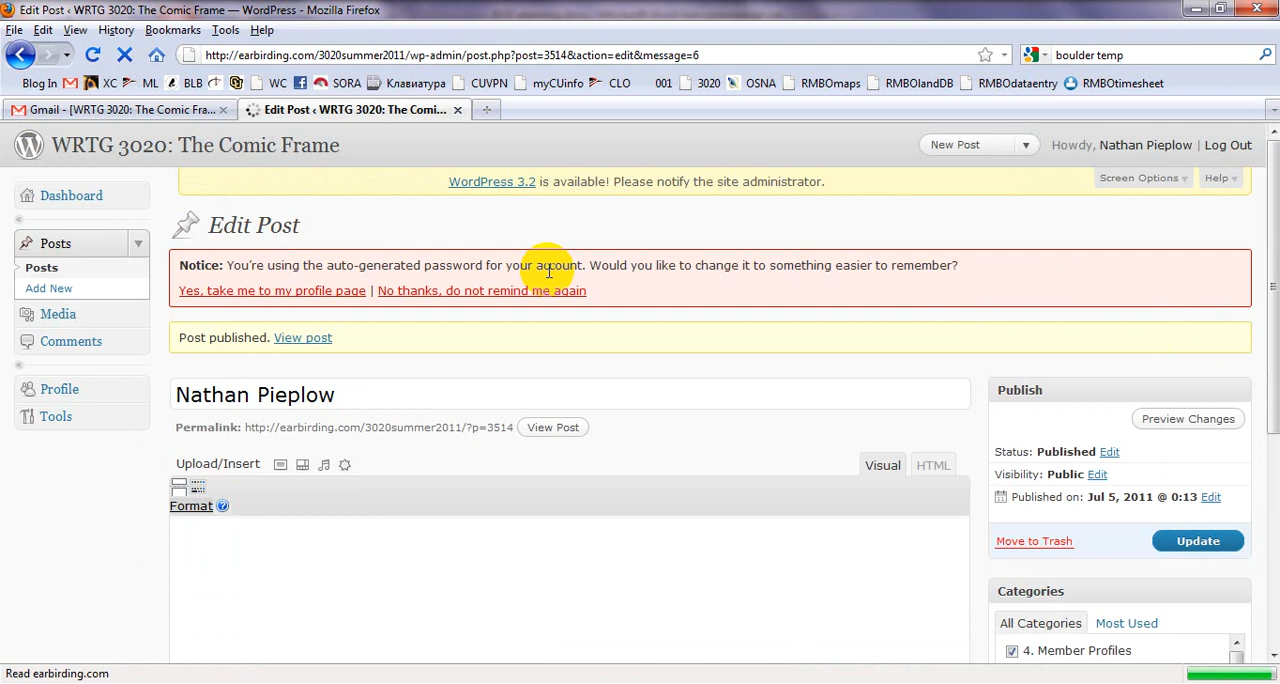 Edit Post ‹ WRTG 3020: The Comic Frame — WordPress - Mozilla Firefox
File Edit View History Bookmarks Tools Help
http://earbirding.com/3020summer2011/wp-admin/post.php?post=3514&action=edit&message=6
boulder temp
Blog In XC ML BLB WC SORA Клавиатура CUVPN myCUinfo CLO 001 3020 OSNA RMBOmaps RMBOlandDB RMBOdataentry RMBOtimesheet
Gmail - [WRTG 3020: The Comic Fra... Edit Post ‹ WRTG 3020: The Comi...
WRTG 3020: The Comic Frame
New Post
Howdy, Nathan Pieplow | Log Out
WordPress 3.2 is available! Please notify the site administrator.
Screen Options Help
Dashboard
Posts
Posts
Add New
Media
Comments
Profile
Tools
Edit Post
Notice: You're using the auto-generated password for your account. Would you like to change it to something easier to remember?
Yes, take me to my profile page | No thanks, do not remind me again
Post published. View post
Nathan Pieplow
Permalink: http://earbirding.com/3020summer2011/?p=3514 View Post
Upload/Insert
Visual HTML
Format
Publish
Preview Changes
Status: Published Edit
Visibility: Public Edit
Published on: Jul 5, 2011 @ 0:13 Edit
Move to Trash
Update
Categories
All Categories Most Used
4. Member Profiles
Read earbirding.com